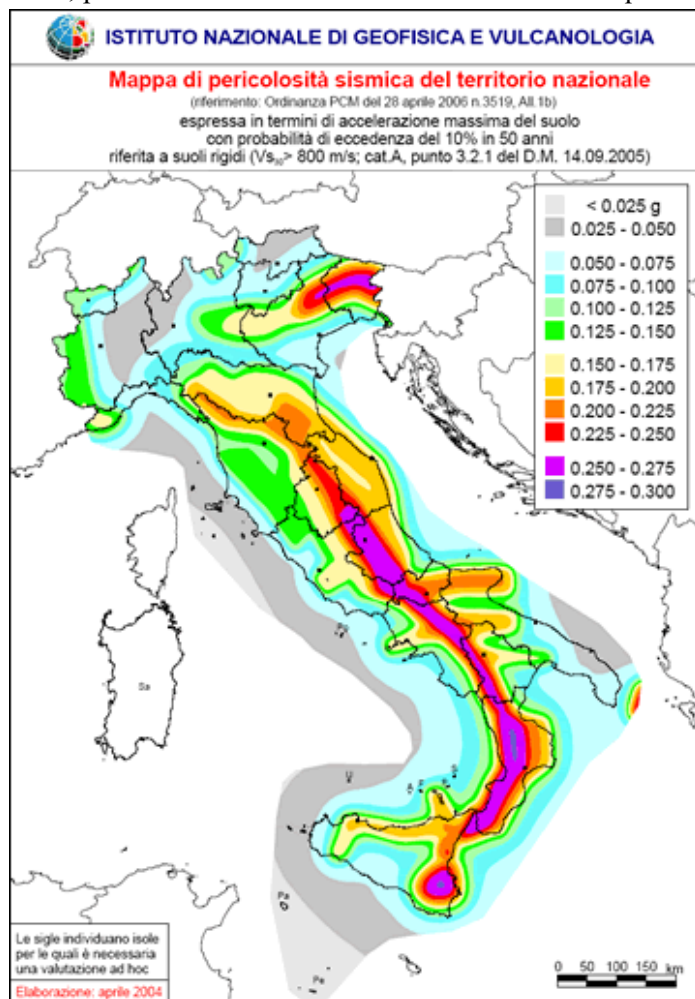 ISTITUTO NAZIONALE DI GEOFISICA E VULCANOLOGIA
Mappa di pericolosità sismica del territorio nazionale
(riferimento: Ordinanza PCM del 28 aprile 2006 n.3519, All.1b)
espressa in termini di accelerazione massima del suolo
con probabilità di eccedenza del 10% in 50 anni
riferita a suoli rigidi (Vs30> 800 m/s; cat.A, punto 3.2.1 del D.M. 14.09.2005)
< 0.025 g
0.025 - 0.050
0.050 - 0.075
0.075 - 0.100
0.100 - 0.125
0.125 - 0.150
0.150 - 0.175
0.175 - 0.200
0.200 - 0.225
0.225 - 0.250
0.250 - 0.275
0.275 - 0.300
Sa
U
Pa
Pe
Le sigle individuano isole
per le quali è necessaria
una valutazione ad hoc
Elaborazione: aprile 2004
0 50 100 150 km